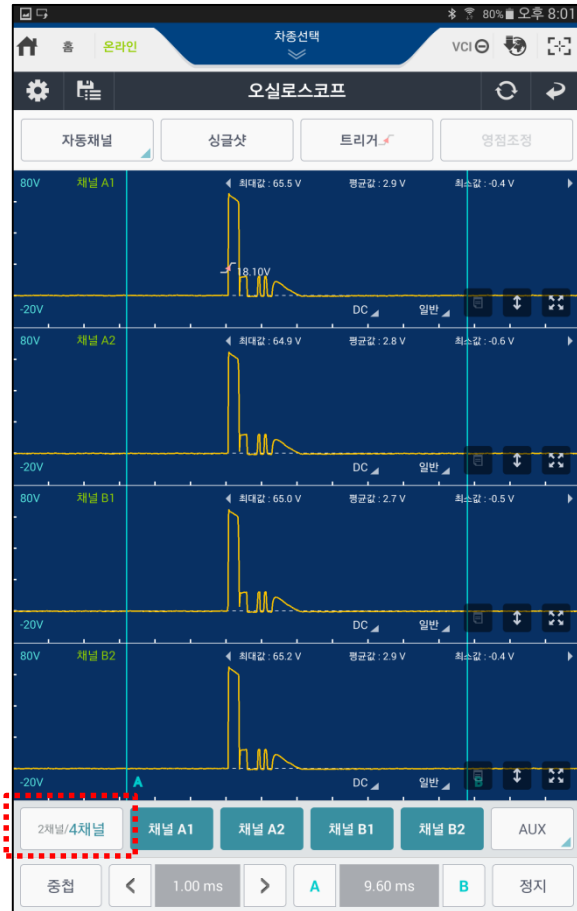 80% 오후 8:01
홈 온라인 차종선택 VCI
오실로스코프
자동채널 싱글샷 트리거 영점조정
80V 채널 A1 최대값 : 65.5 V 평균값 : 2.9 V 최소값 : -0.4 V
18.10V
-20V DC 일반
80V 채널 A2 최대값 : 64.9 V 평균값 : 2.8 V 최소값 : -0.6 V
-20V DC 일반
80V 채널 B1 최대값 : 65.0 V 평균값 : 2.7 V 최소값 : -0.5 V
-20V DC 일반
80V 채널 B2 최대값 : 65.2 V 평균값 : 2.9 V 최소값 : -0.4 V
-20V A DC 일반 B
2채널/4채널 채널 A1 채널 A2 채널 B1 채널 B2 AUX
중첩 < 1.00 ms > A 9.60 ms B 정지